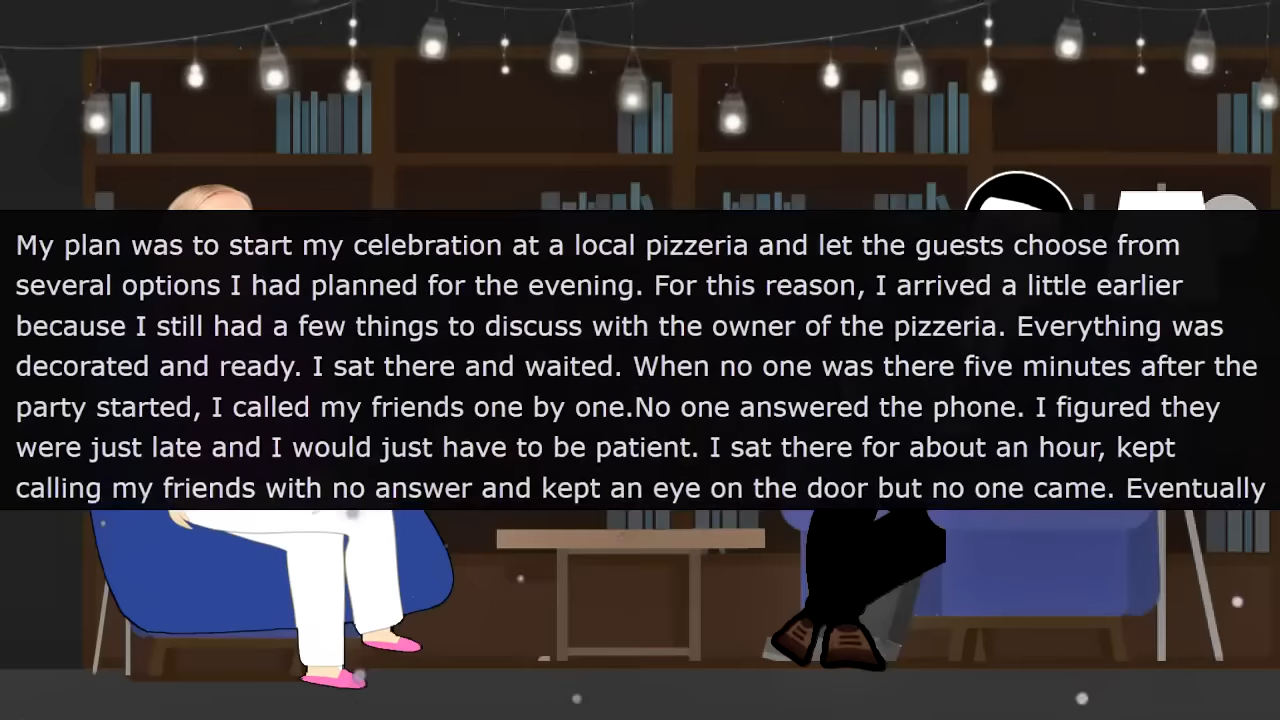 My plan was to start my celebration at a local pizzeria and let the guests choose from
several options I had planned for the evening. For this reason, I arrived a little earlier
because I still had a few things to discuss with the owner of the pizzeria. Everything was
decorated and ready. I sat there and waited. When no one was there five minutes after the
party started, I called my friends one by one.No one answered the phone. I figured they
were just late and I would just have to be patient. I sat there for about an hour, kept
calling my friends with no answer and kept an eye on the door but no one came. Eventually